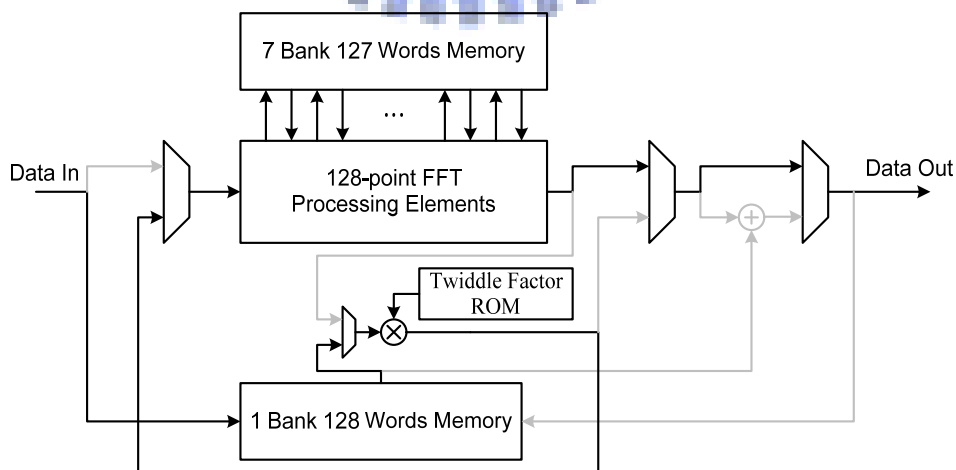 7 Bank 127 Words Memory
...
Data In
128-point FFT
Processing Elements
Data Out
+
Twiddle Factor
ROM
×
1 Bank 128 Words Memory